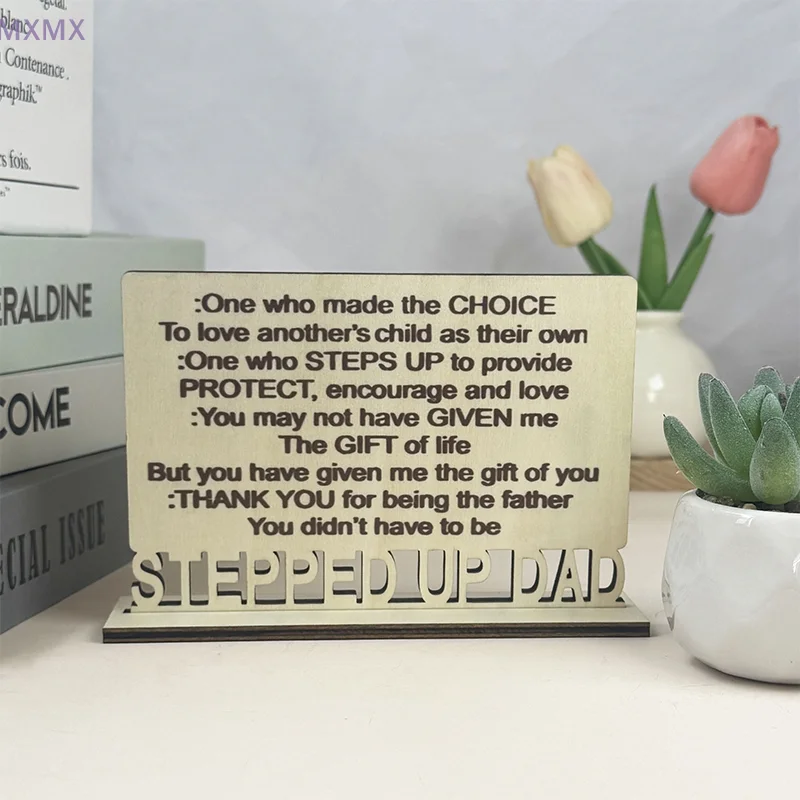 MXMX
Contenance.
graphik™
s fois.
ERALDINE
COME
ECIAL ISSUE
:One who made the CHOICE
To love another's child as their own
:One who STEPS UP to provide
PROTECT, encourage and love
:You may not have GIVEN me
The GIFT of life
But you have given me the gift of you
:THANK YOU for being the father
You didn't have to be
STEPPED UP DAD